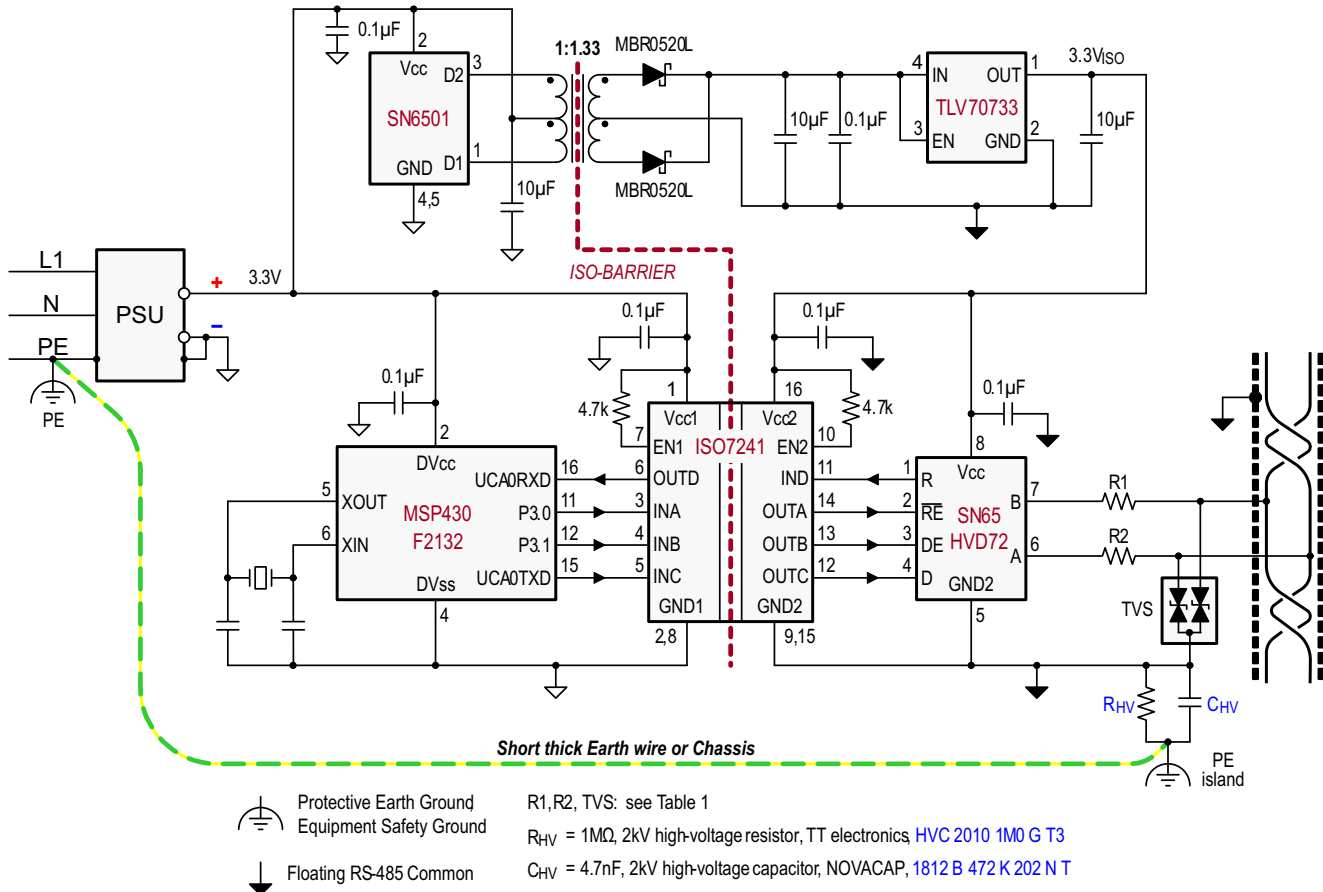 0.1µF
2
Vcc
D2
3
SN6501
D1
1
GND
4,5
10µF
1:1.33
MBR0520L
MBR0520L
10µF
0.1µF
4
IN
OUT
1
TLV70733
3
EN
GND
2
3.3VISO
10µF
ISO-BARRIER
L1
N
PE
PSU
+
−
3.3V
PE
0.1µF
0.1µF
0.1µF
4.7k
1
Vcc1
7
EN1
6
OUTD
3
INA
4
INB
5
INC
GND1
2,8
ISO7241
16
Vcc2
4.7k
EN2
10
IND
11
OUTA
14
OUTB
13
OUTC
12
GND2
9,15
2
DVcc
5
XOUT
6
XIN
MSP430
F2132
UCA0RXD
16
P3.0
11
P3.1
12
UCA0TXD
15
DVss
4
0.1µF
8
Vcc
1
R
2
RE
3
DE
4
D
SN65
HVD72
B
7
A
6
GND2
5
R1
R2
TVS
RHV
CHV
PE
island
Short thick Earth wire or Chassis
Protective Earth Ground
Equipment Safety Ground
Floating RS-485 Common
R1,R2, TVS: see Table 1
RHV = 1MΩ, 2kV high-voltage resistor, TT electronics, HVC 2010 1M0 G T3
CHV = 4.7nF, 2kV high-voltage capacitor, NOVACAP, 1812 B 472 K 202 N T